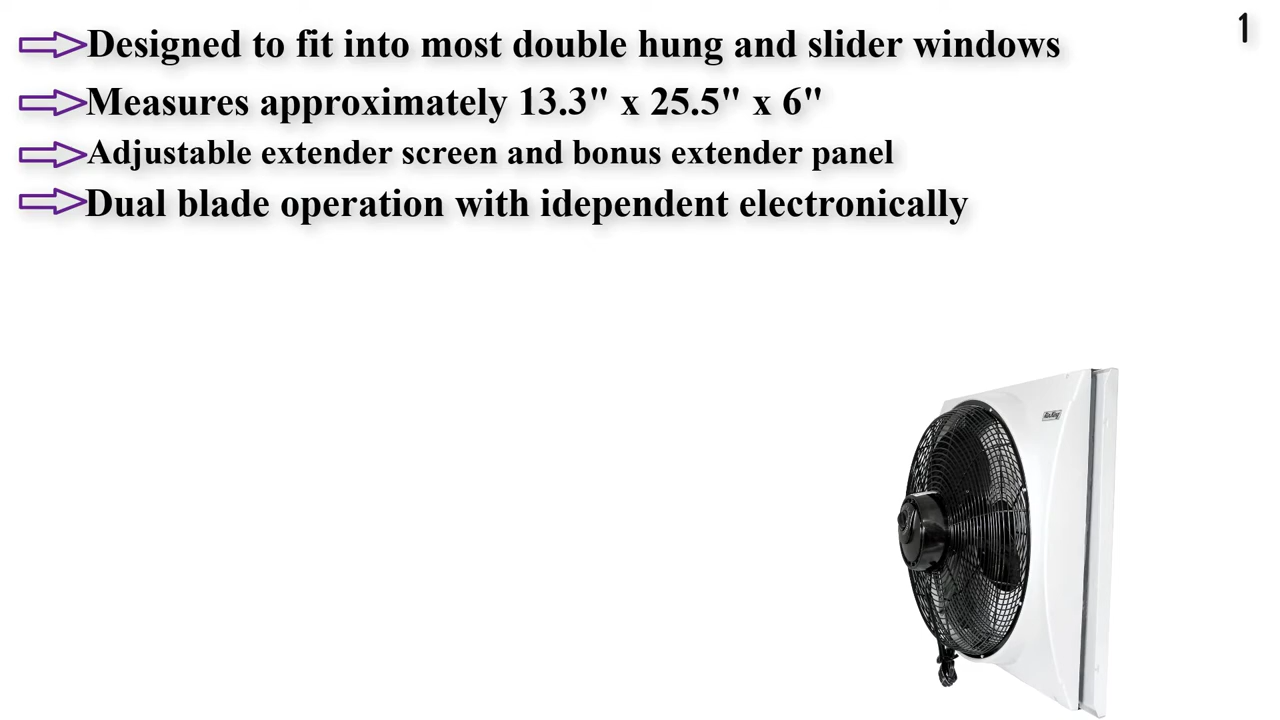 Designed to fit into most double hung and slider windows
1
Measures approximately 13.3" x 25.5" x 6"
Adjustable extender screen and bonus extender panel
Dual blade operation with idependent electronically